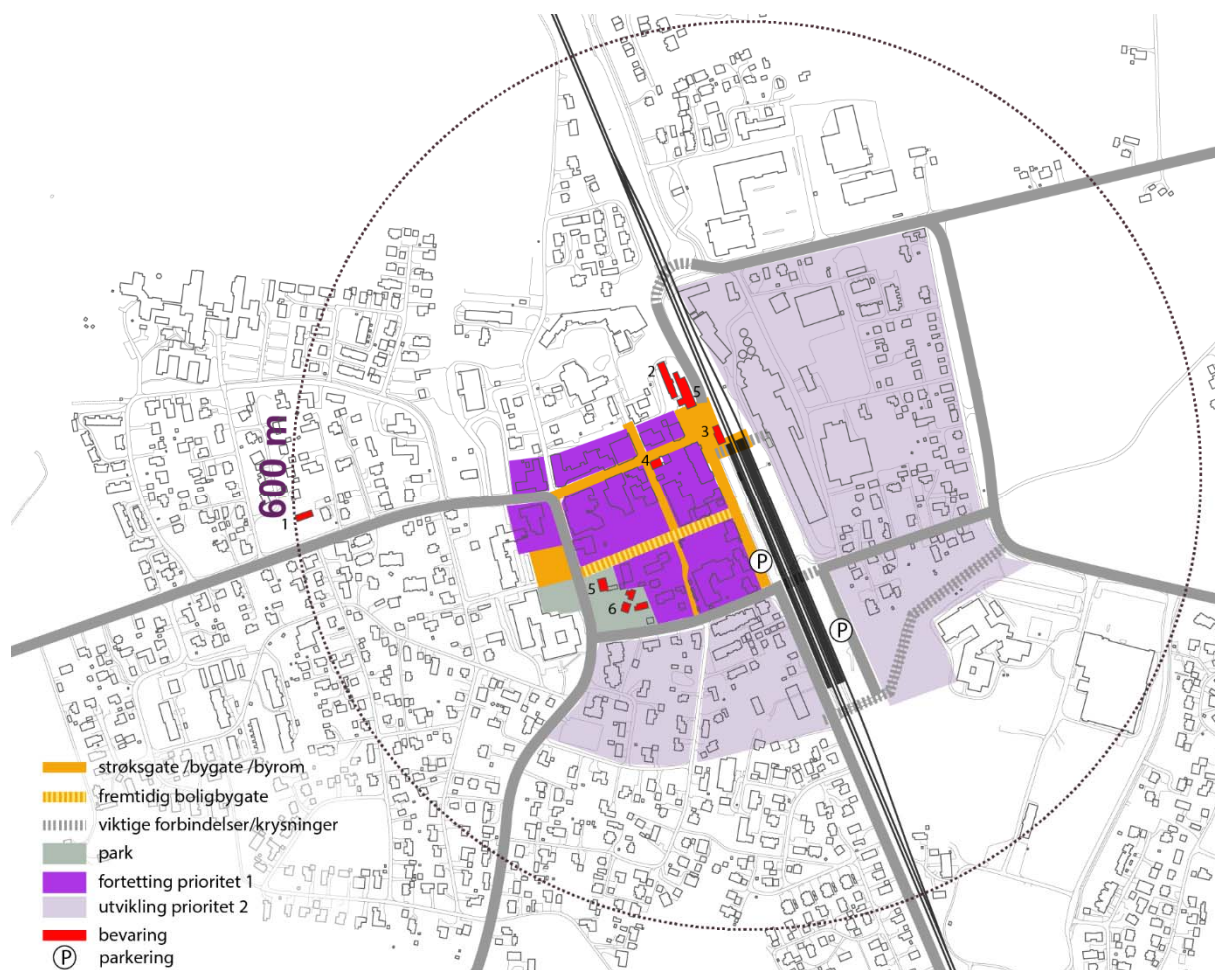 2
5
3
4
600 m
1
P
5
6
P
strøksgate /bygate /byrom
fremtidig boligbygate
viktige forbindelser/krysninger
park
fortetting prioritet 1
utvikling prioritet 2
bevaring
P parkering